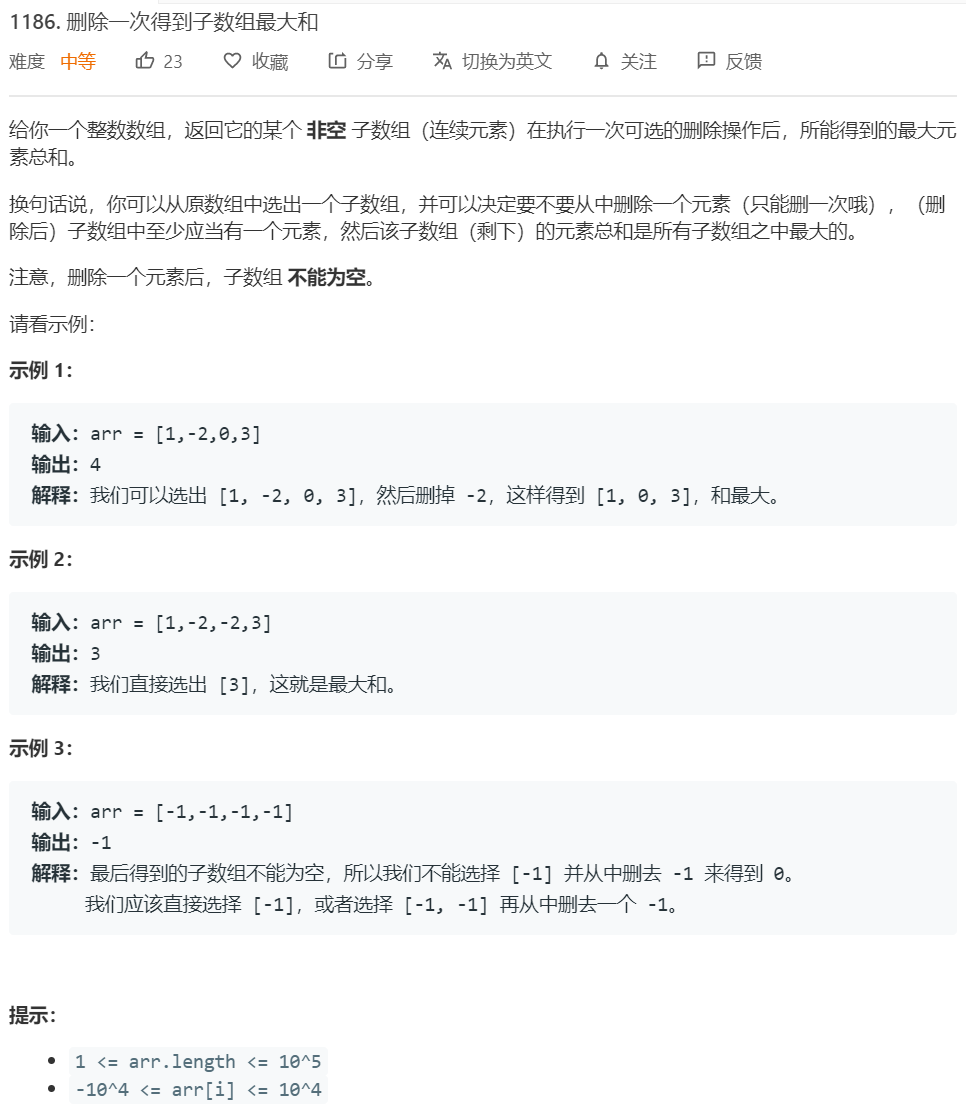 1186. 删除一次得到子数组最大和
难度 中等 23 收藏 分享 切换为英文 关注 反馈
给你一个整数数组，返回它的某个 非空 子数组（连续元素）在执行一次可选的删除操作后，所能得到的最大元
素总和。
换句话说，你可以从原数组中选出一个子数组，并可以决定要不要从中删除一个元素（只能删一次哦），（删
除后）子数组中至少应当有一个元素，然后该子数组（剩下）的元素总和是所有子数组之中最大的。
注意，删除一个元素后，子数组 不能为空。
请看示例：
示例 1：
输入：arr = [1,-2,0,3]
输出：4
解释：我们可以选出 [1, -2, 0, 3]，然后删掉 -2，这样得到 [1, 0, 3]，和最大。
示例 2：
输入：arr = [1,-2,-2,3]
输出：3
解释：我们直接选出 [3]，这就是最大和。
示例 3：
输入：arr = [-1,-1,-1,-1]
输出：-1
解释：最后得到的子数组不能为空，所以我们不能选择 [-1] 并从中删去 -1 来得到 0。
我们应该直接选择 [-1]，或者选择 [-1, -1] 再从中删去一个 -1。
提示：
1 <= arr.length <= 10^5
-10^4 <= arr[i] <= 10^4